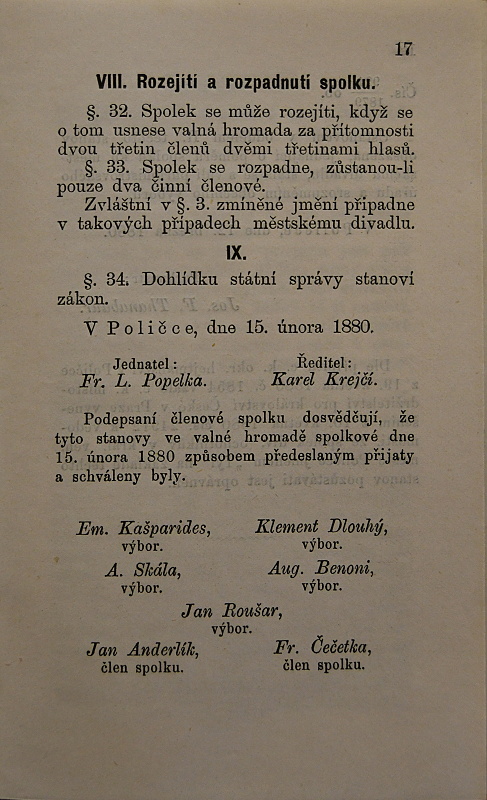 17
VIII. Rozejití a rozpadnutí spolku.
§. 32. Spolek se může rozejíti, když se
o tom usnese valná hromada za přítomnosti
dvou třetin členů dvěmi třetinami hlasů.
§. 33. Spolek se rozpadne, zůstanou-li
pouze dva činní členové.
Zvláštní v §. 3. zmíněné jmění připadne
v takových případech městskému divadlu.
IX.
§. 34. Dohlídku státní správy stanoví
zákon.
V Poličce, dne 15. února 1880.
Jednatel: Ředitel:
Fr. L. Popelka. Karel Krejčí.
Podepsaní členové spolku dosvědčují, že
tyto stanovy ve valné hromadě spolkové dne
15. února 1880 způsobem předeslaným přijaty
a schváleny byly.
Em. Kašparides, Klement Dlouhý,
výbor. výbor.
A. Skála, Aug. Benoni,
výbor. výbor.
Jan Roušar,
výbor.
Jan Anderlík, Fr. Čečetka,
člen spolku. člen spolku.